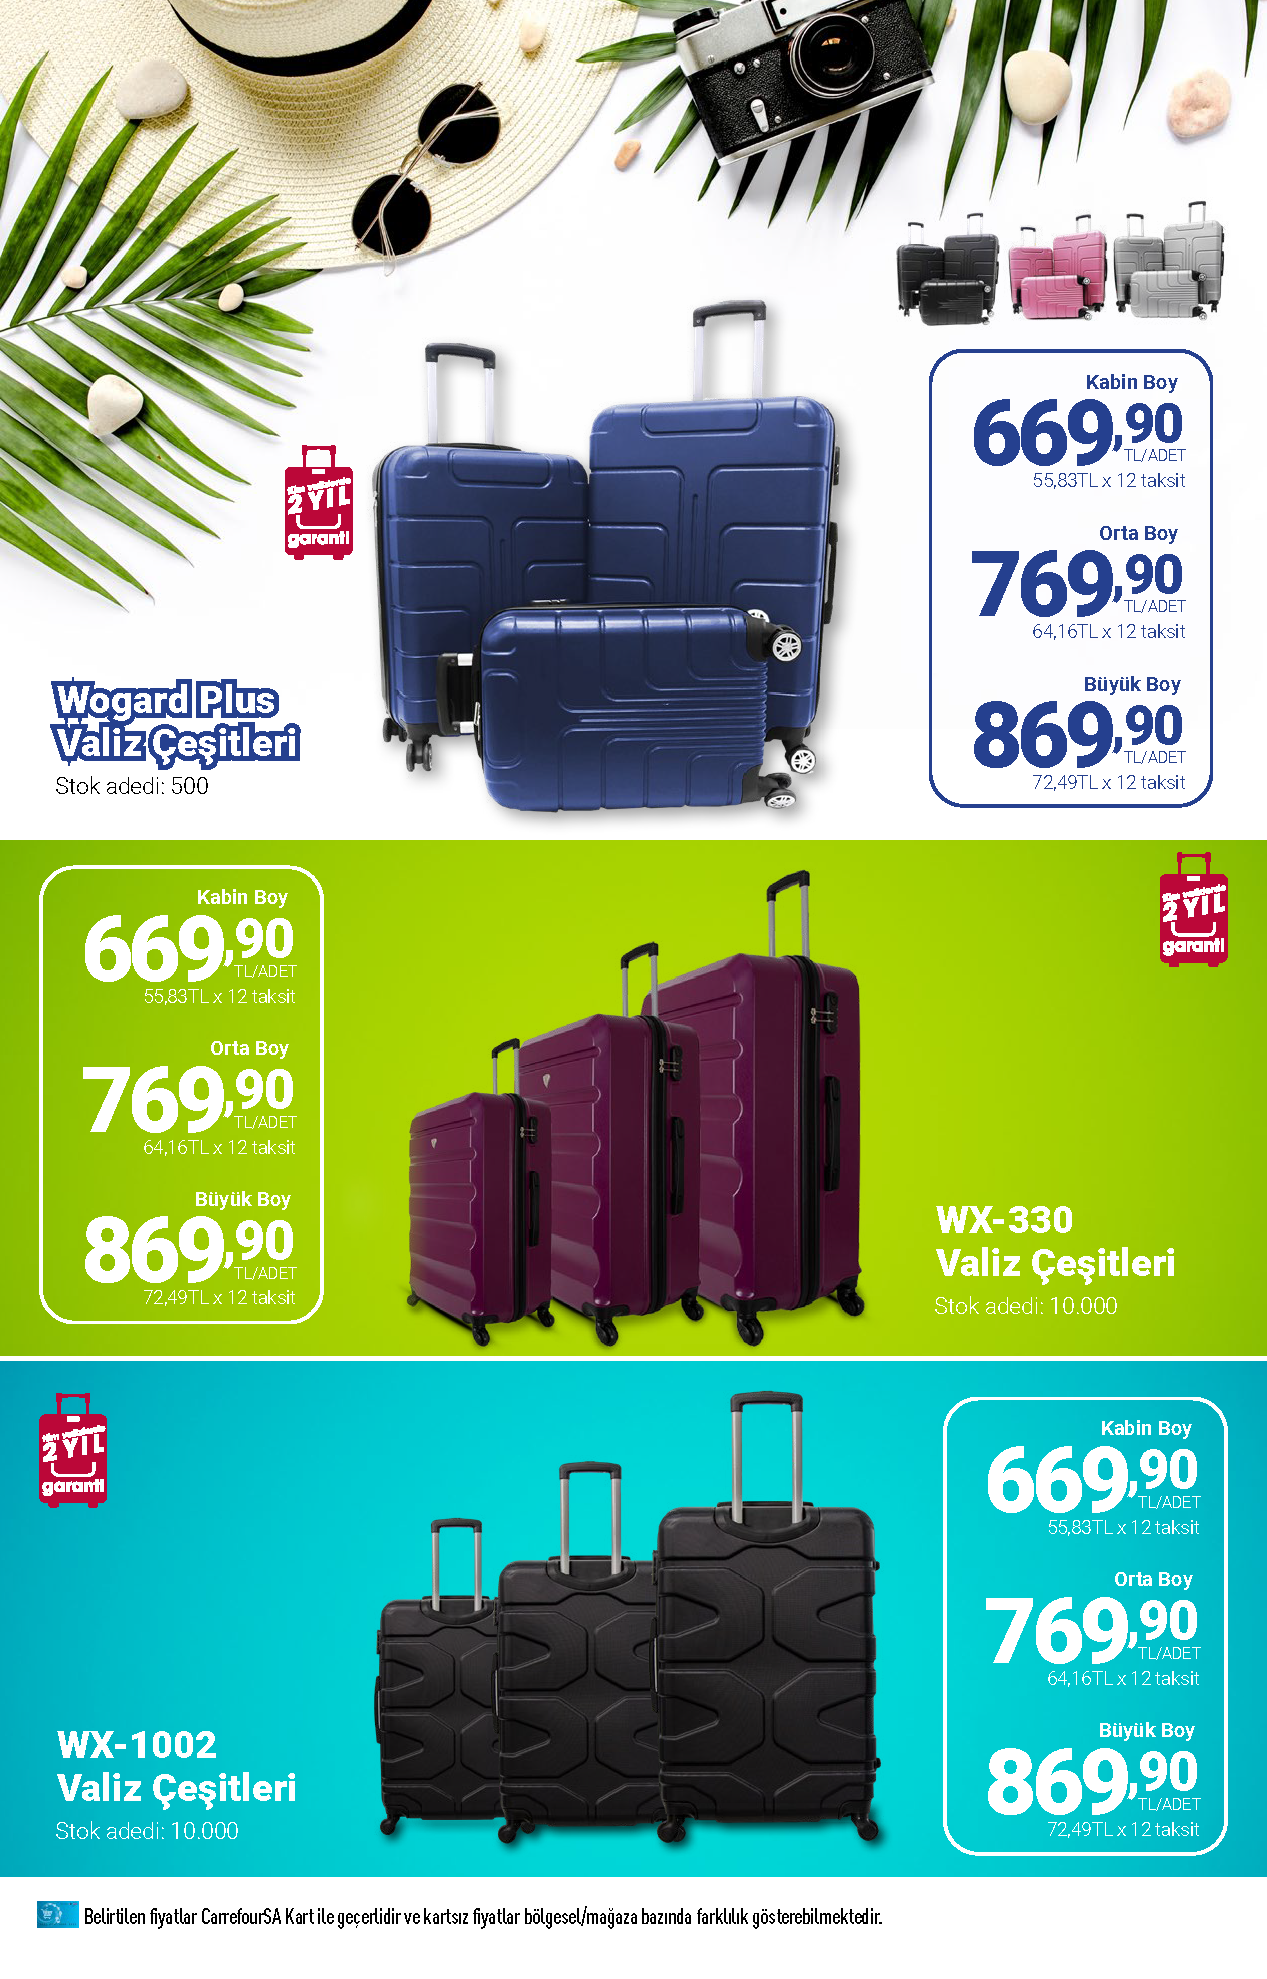 Kabin Boy
669,90
TL/ADET
55,83TL x 12 taksit
Orta Boy
769,90
TL/ADET
64,16TL x 12 taksit
Büyük Boy
869,90
TL/ADET
72,49TL x 12 taksit
tüm valizlerde
2 YIL
garanti
Wogard Plus
Valiz Çeşitleri
Stok adedi: 500
Kabin Boy
669,90
TL/ADET
55,83TL x 12 taksit
Orta Boy
769,90
TL/ADET
64,16TL x 12 taksit
Büyük Boy
869,90
TL/ADET
72,49TL x 12 taksit
tüm valizlerde
2 YIL
garanti
WX-330
Valiz Çeşitleri
Stok adedi: 10.000
tüm valizlerde
2 YIL
garanti
WX-1002
Valiz Çeşitleri
Stok adedi: 10.000
Kabin Boy
669,90
TL/ADET
55,83TL x 12 taksit
Orta Boy
769,90
TL/ADET
64,16TL x 12 taksit
Büyük Boy
869,90
TL/ADET
72,49TL x 12 taksit
Belirtilen fiyatlar CarrefourSA Kart ile geçerlidir ve kartsız fiyatlar bölgesel/mağaza bazında farklılık gösterebilmektedir.